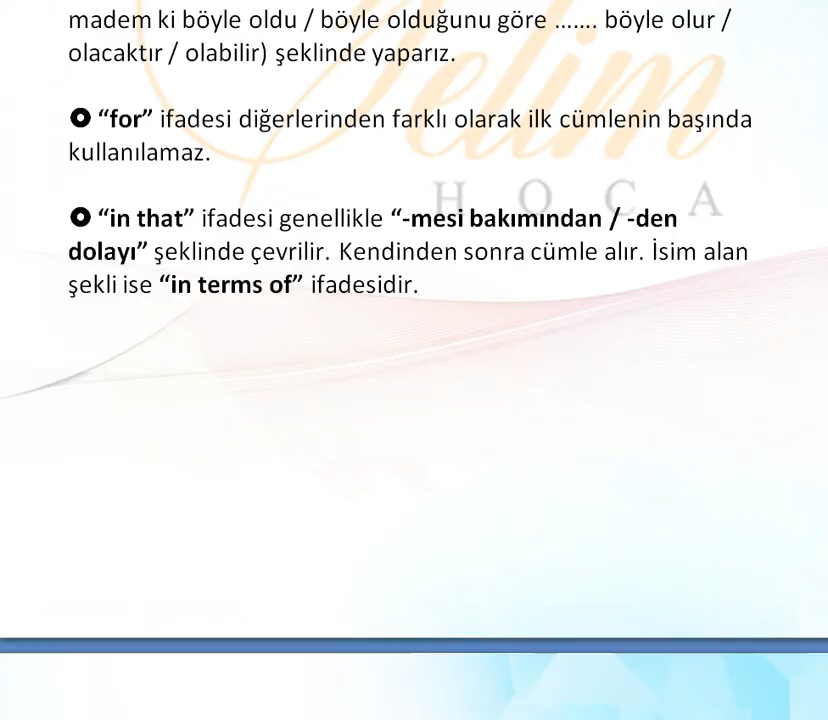 madem ki böyle oldu / böyle olduğunu göre ....... böyle olur /
olacaktır / olabilir) şeklinde yaparız.
“for” ifadesi diğerlerinden farklı olarak ilk cümlenin başında
kullanılamaz.
“in that” ifadesi genellikle “-mesi bakımından / -den
dolayı” şeklinde çevrilir. Kendinden sonra cümle alır. İsim alan
şekli ise “in terms of” ifadesidir.
Selim
HOCA